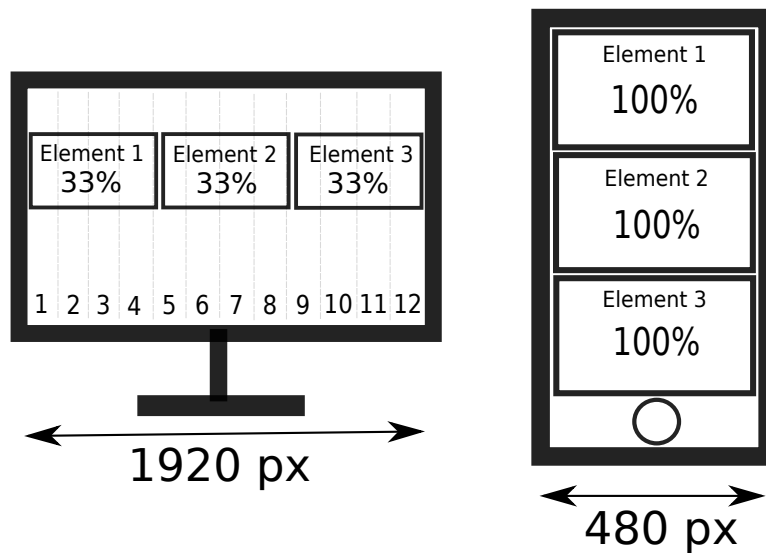 Element 1
33%
Element 2
33%
Element 3
33%
1 2 3 4 5 6 7 8 9 10 11 12
1920 px
Element 1
100%
Element 2
100%
Element 3
100%
480 px